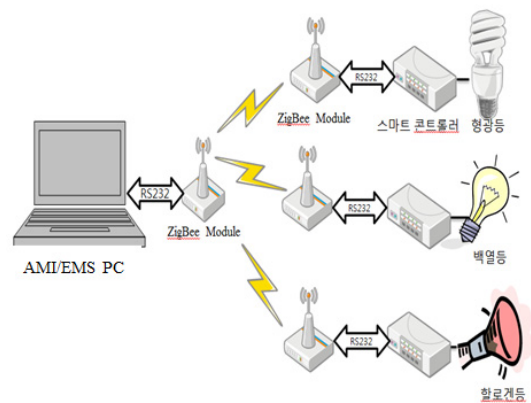 RS232
ZigBee Module
스마트 콘트롤러
형광등
RS232
ZigBee Module
RS232
백열등
AMI/EMS PC
RS232
할로겐등